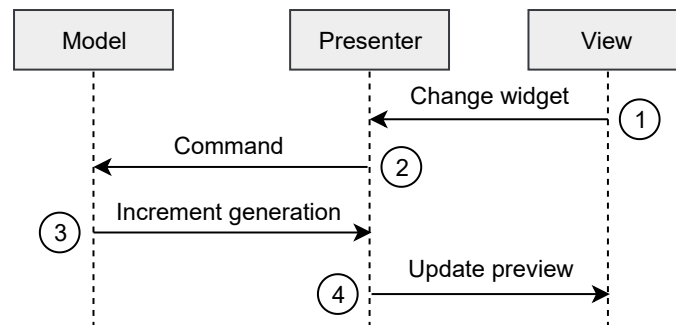 Model
Presenter
View
Change widget
1
Command
2
Increment generation
3
Update preview
4